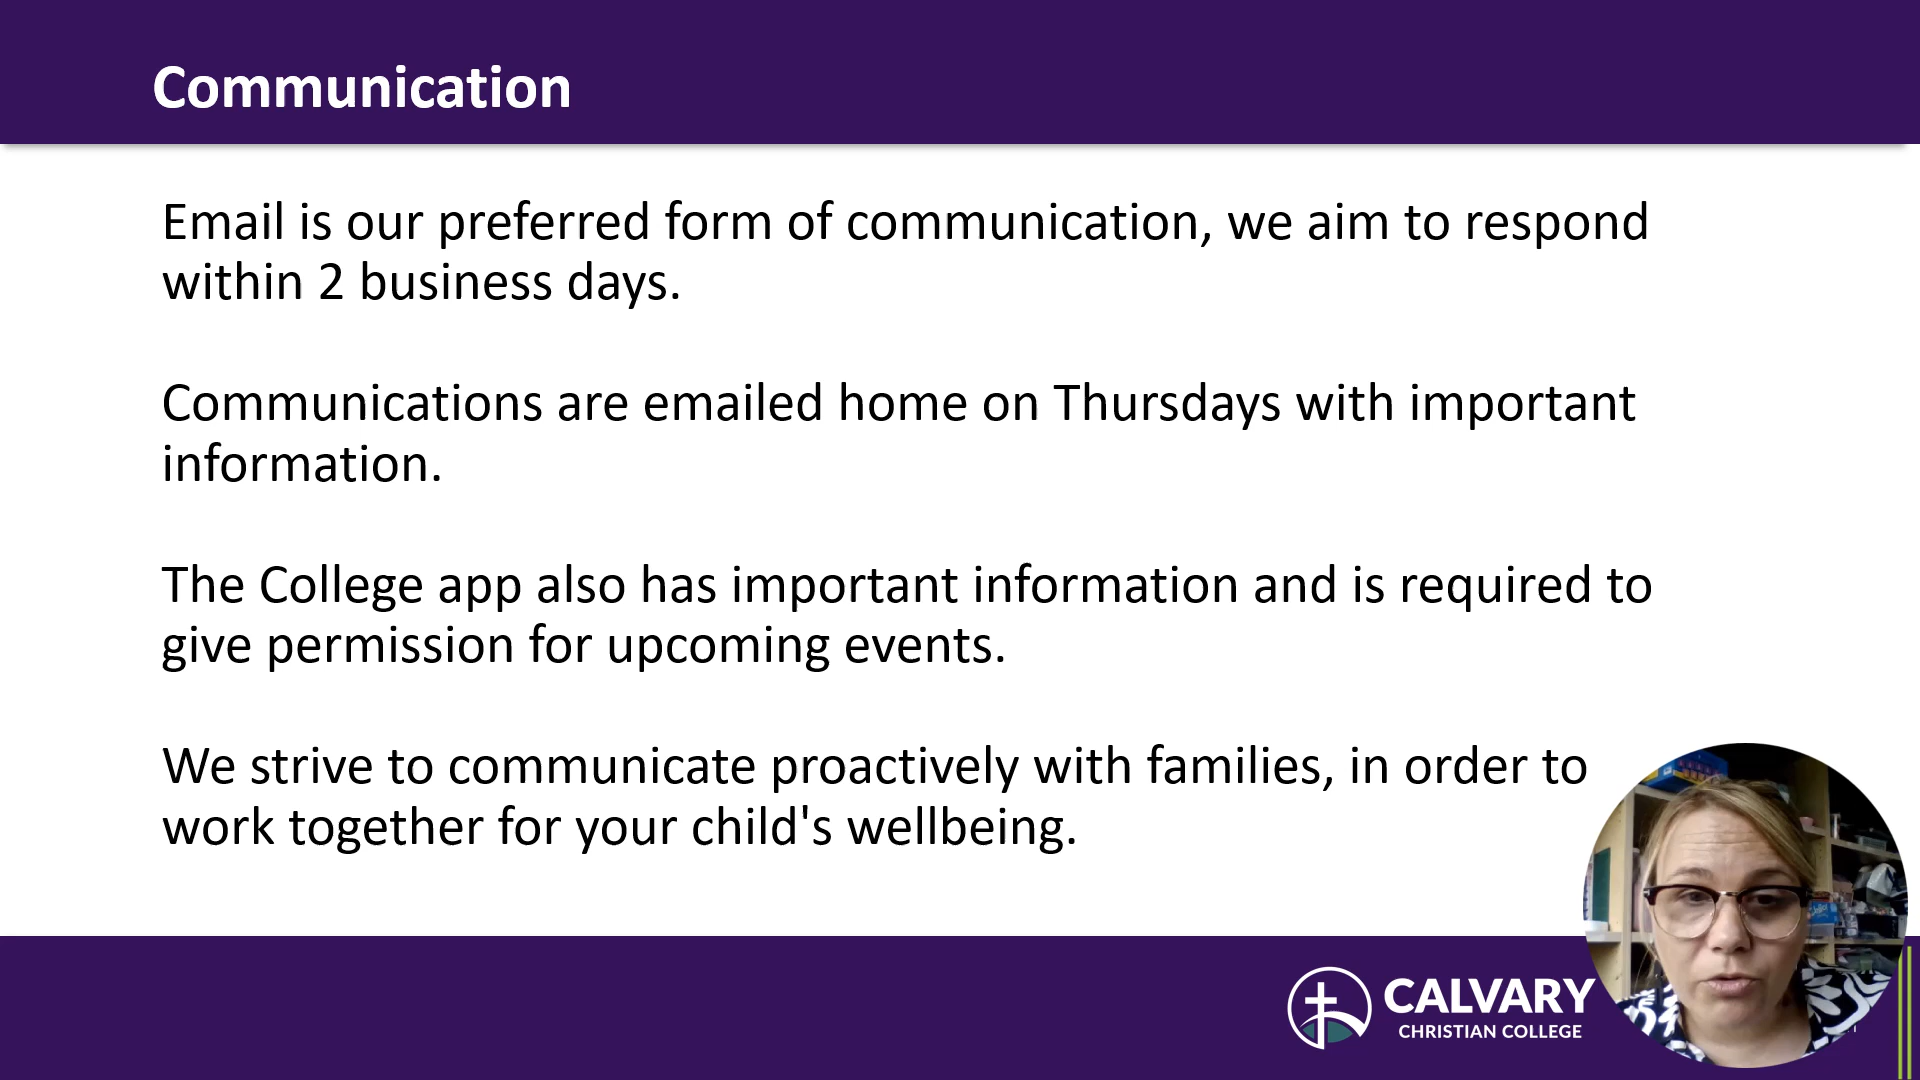 Communication
Email is our preferred form of communication, we aim to respond
within 2 business days.
Communications are emailed home on Thursdays with important
information.
The College app also has important information and is required to
give permission for upcoming events.
We strive to communicate proactively with families, in order to
work together for your child's wellbeing.
CALVARY
CHRISTIAN COLLEGE